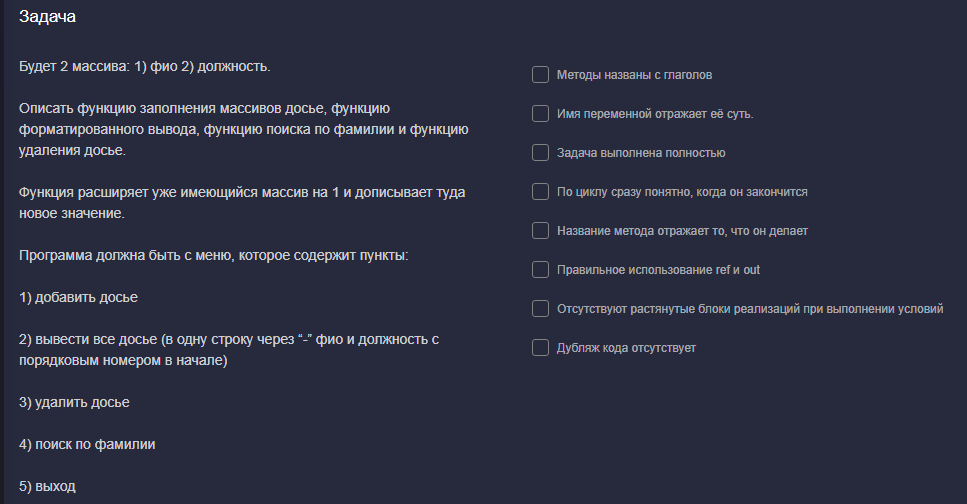 Задача
Будет 2 массива: 1) фио 2) должность.
Описать функцию заполнения массивов досье, функцию
форматированного вывода, функцию поиска по фамилии и функцию
удаления досье.
Функция расширяет уже имеющийся массив на 1 и дописывает туда
новое значение.
Программа должна быть с меню, которое содержит пункты:
1) добавить досье
2) вывести все досье (в одну строку через “-” фио и должность с
порядковым номером в начале)
3) удалить досье
4) поиск по фамилии
5) выход
Методы названы с глаголов
Имя переменной отражает её суть.
Задача выполнена полностью
По циклу сразу понятно, когда он закончится
Название метода отражает то, что он делает
Правильное использование ref и out
Отсутствуют растянутые блоки реализаций при выполнении условий
Дубляж кода отсутствует